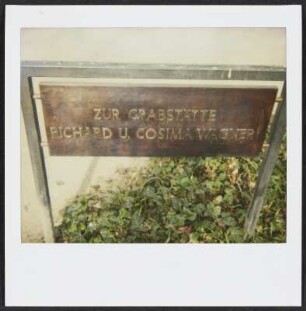 ZUR GRABSTÄTTE
RICHARD U. COSIMA WAGNER